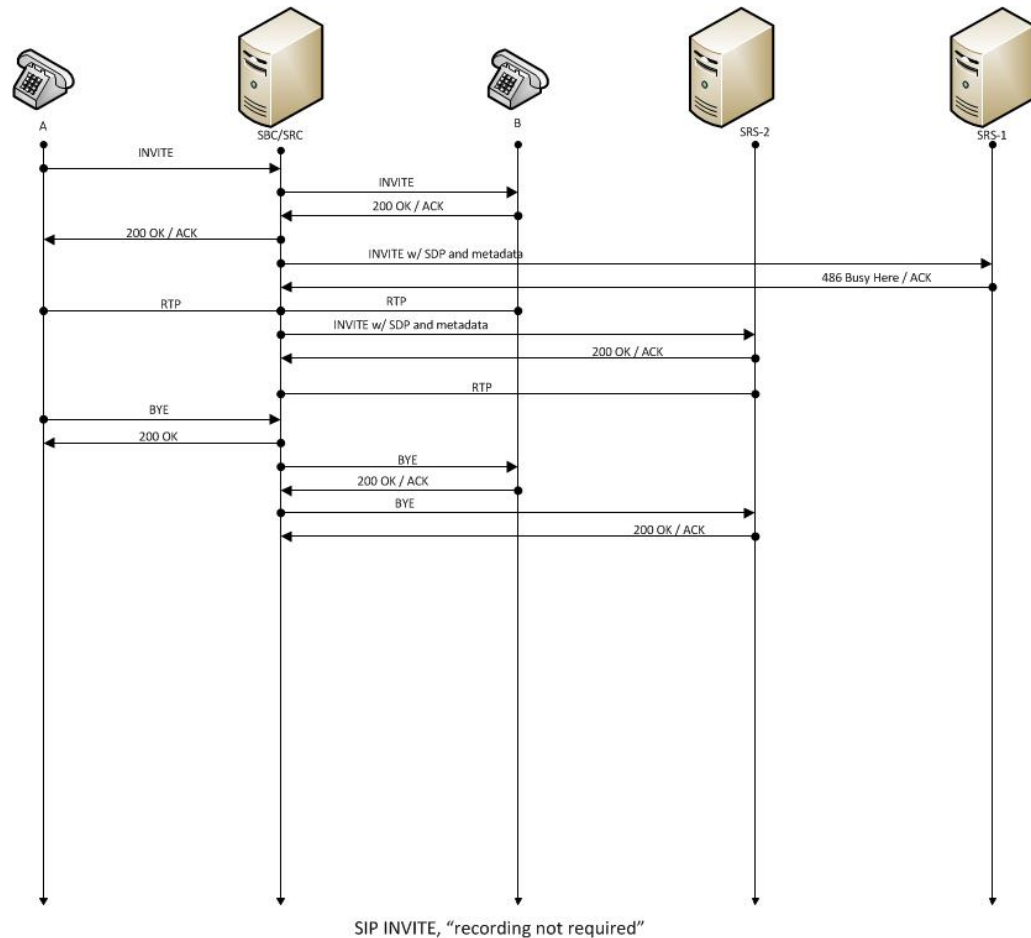 A
SBC/SRC
B
SRS-2
SRS-1
INVITE
INVITE
200 OK / ACK
200 OK / ACK
INVITE w/ SDP and metadata
486 Busy Here / ACK
RTP
RTP
INVITE w/ SDP and metadata
200 OK / ACK
RTP
BYE
200 OK
BYE
200 OK / ACK
BYE
200 OK / ACK
SIP INVITE, “recording not required”